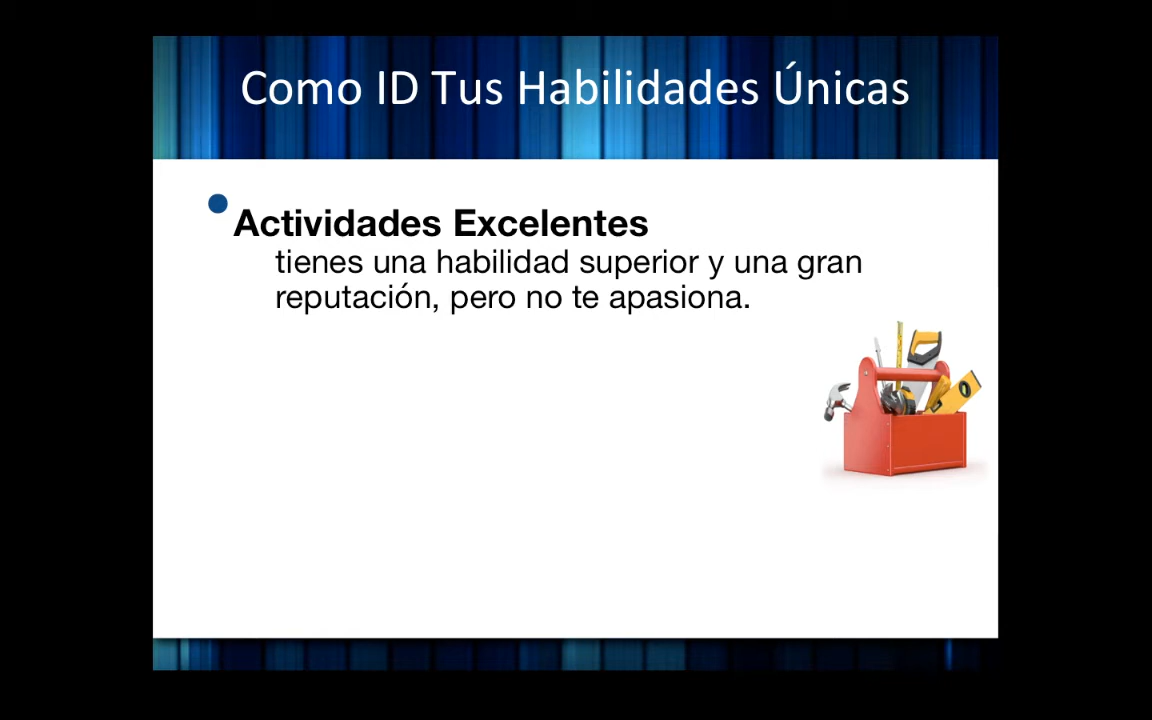 Como ID Tus Habilidades Únicas
Actividades Excelentes
tienes una habilidad superior y una gran
reputación, pero no te apasiona.